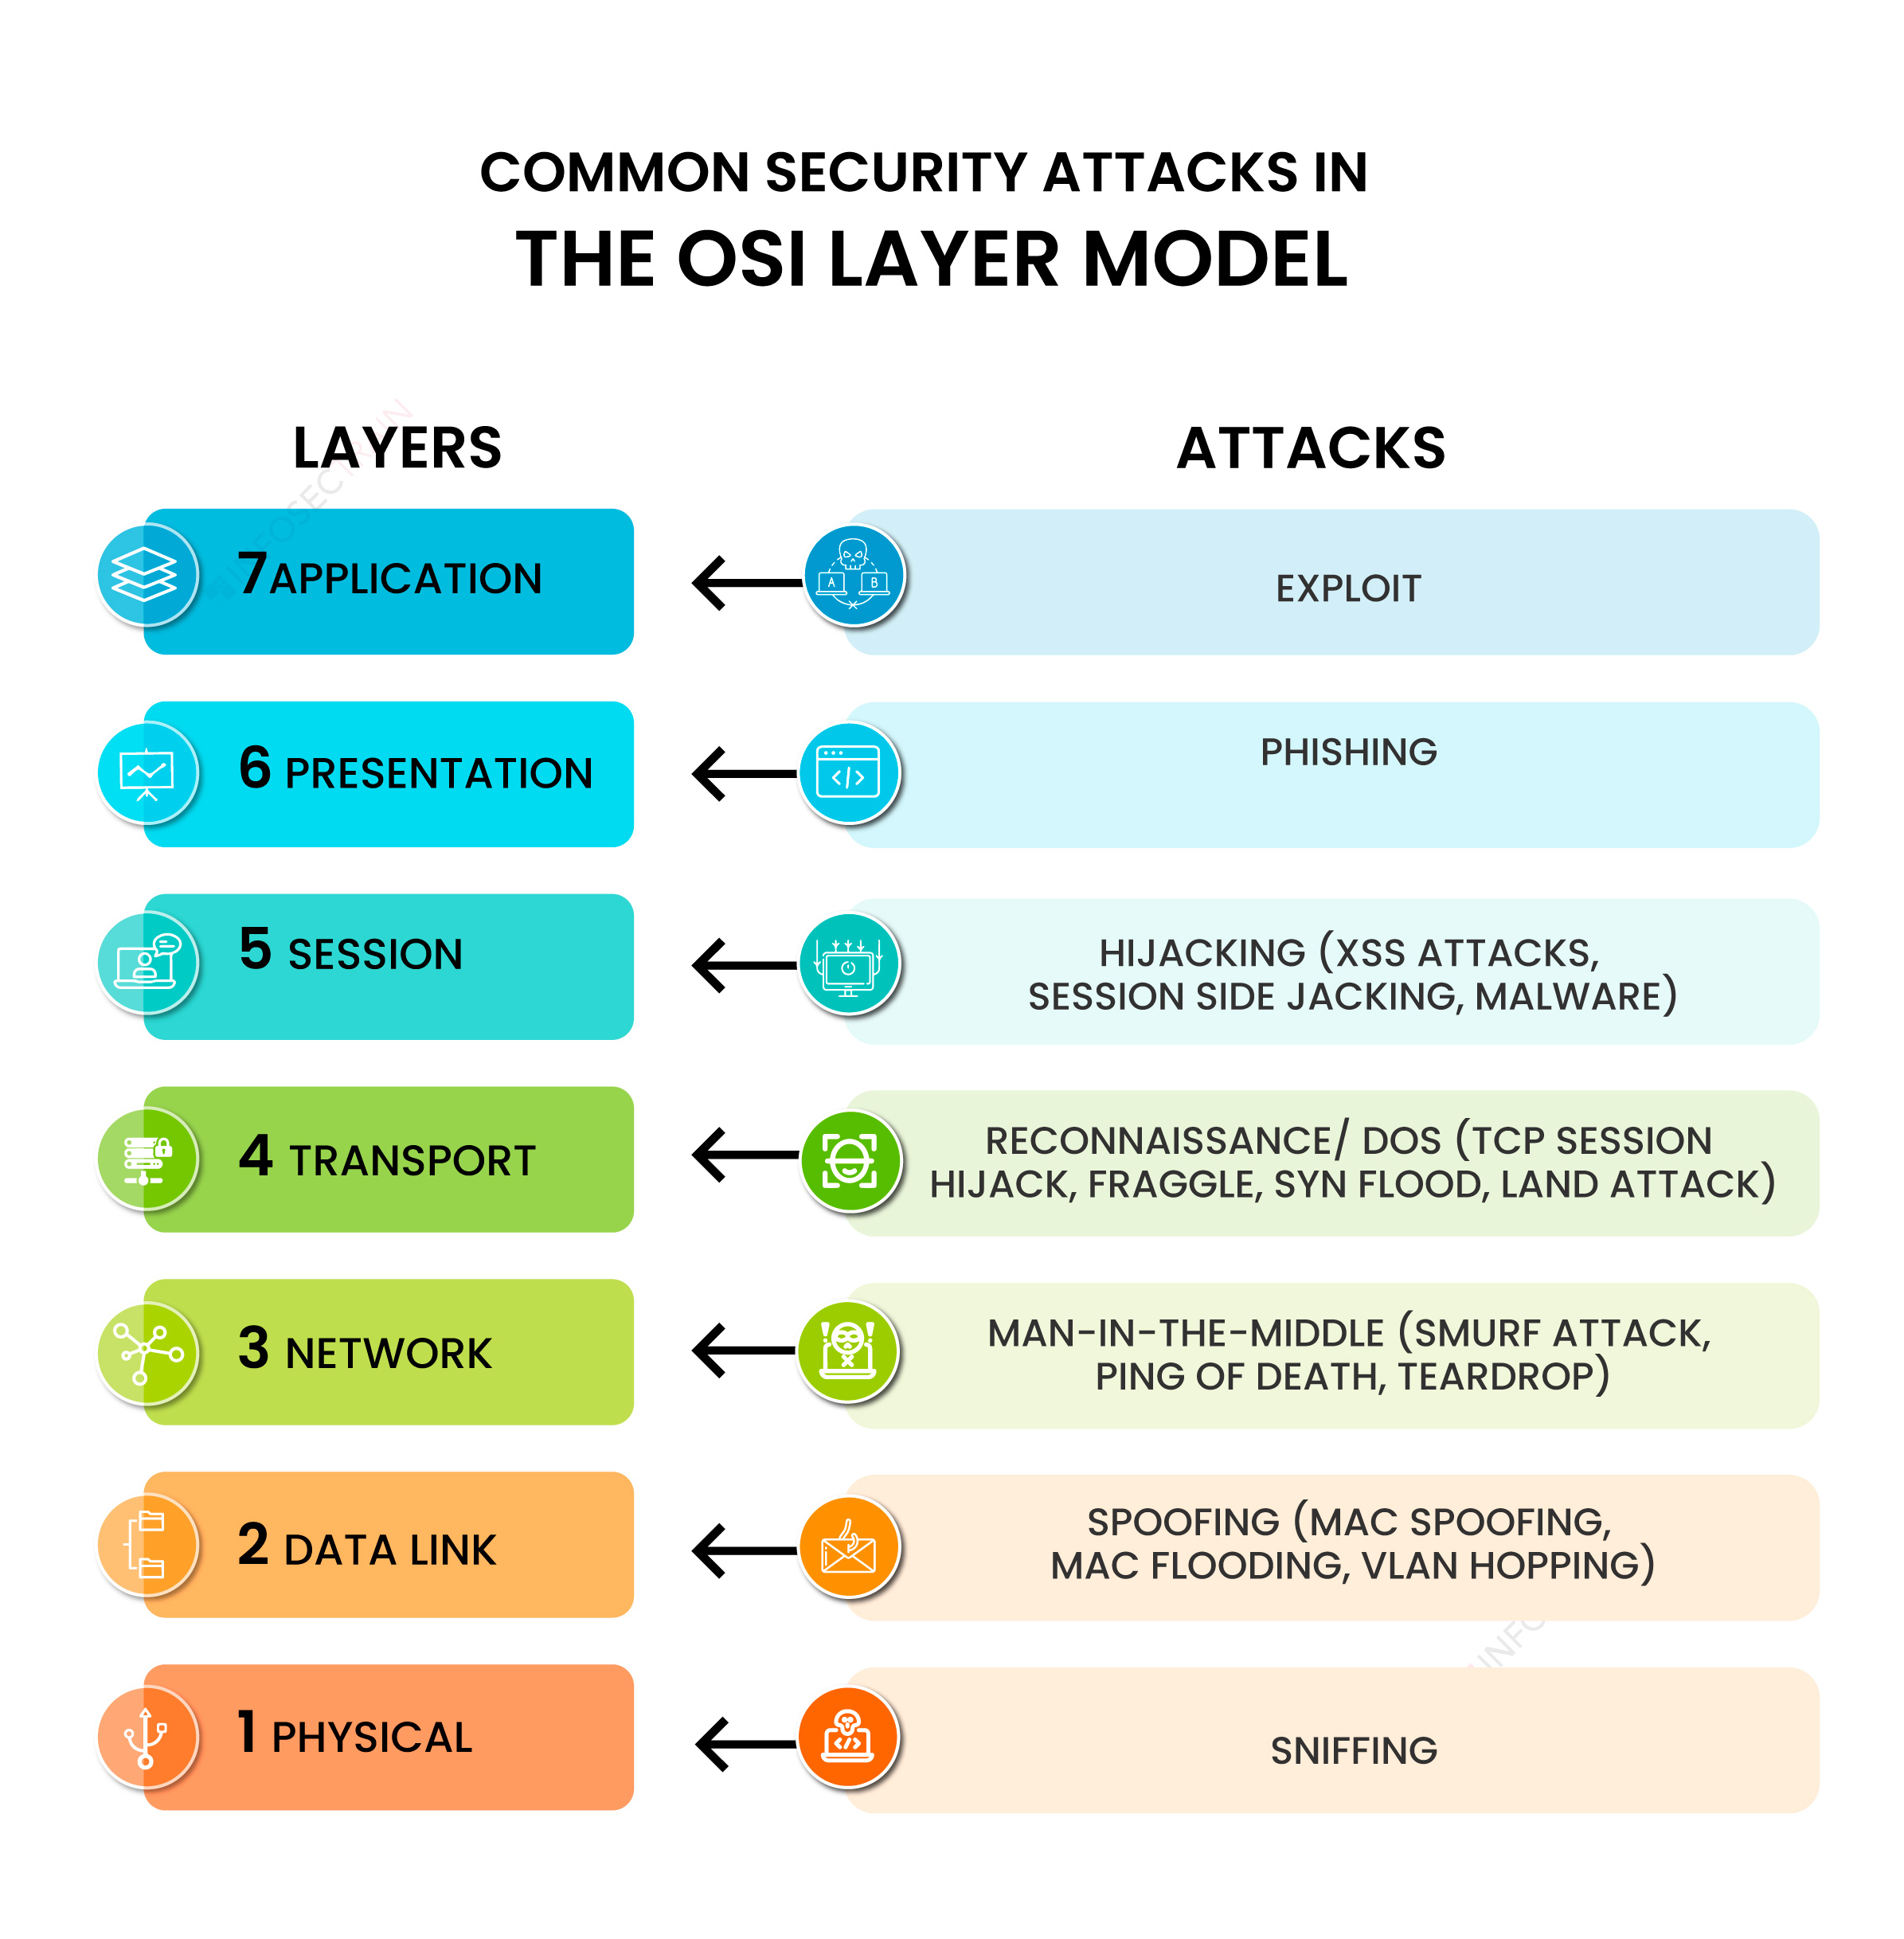 COMMON SECURITY ATTACKS IN
THE OSI LAYER MODEL
LAYERS
ATTACKS
INFOSECTRAIN
7 APPLICATION
A
B
EXPLOIT
6 PRESENTATION
</>
PHISHING
5 SESSION
HIJACKING (XSS ATTACKS,
SESSION SIDE JACKING, MALWARE)
4 TRANSPORT
RECONNAISSANCE/ DOS (TCP SESSION
HIJACK, FRAGGLE, SYN FLOOD, LAND ATTACK)
3 NETWORK
MAN-IN-THE-MIDDLE (SMURF ATTACK,
PING OF DEATH, TEARDROP)
2 DATA LINK
SPOOFING (MAC SPOOFING,
MAC FLOODING, VLAN HOPPING)
INFO
1 PHYSICAL
</>
SNIFFING